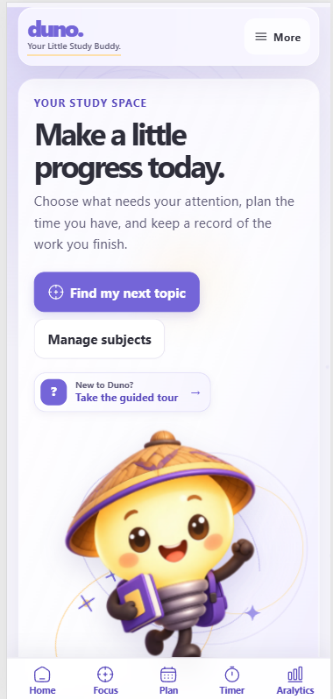 duno.
Your Little Study Buddy.
More
YOUR STUDY SPACE
Make a little
progress today.
Choose what needs your attention, plan the
time you have, and keep a record of the
work you finish.
Find my next topic
Manage subjects
?
New to Duno?
Take the guided tour →
Home
Focus
Plan
Timer
Analytics